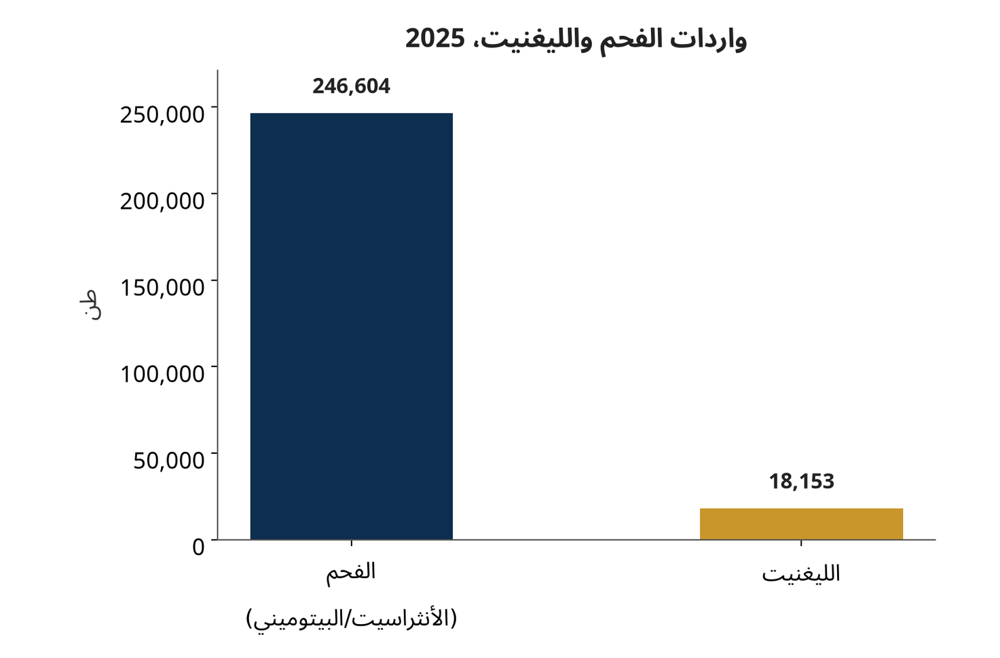 واردات الفحم والليغنيت، 2025
246,604
250,000
200,000
150,000
100,000
50,000
0
طن
18,153
الفحم
(الأنثراسيت/البيتوميني)
الليغنيت